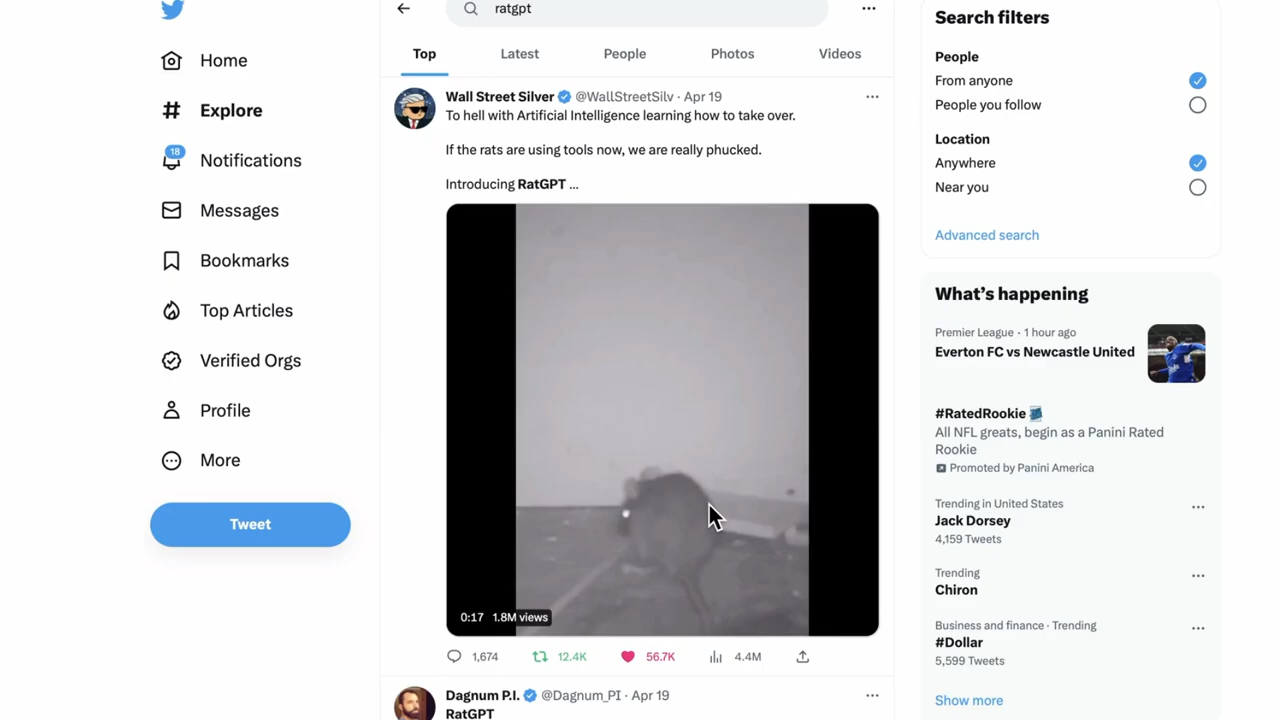 ratgpt
Home
Explore
18
Notifications
Messages
Bookmarks
Top Articles
Verified Orgs
Profile
More
Tweet
Top
Latest
People
Photos
Videos
Wall Street Silver @WallStreetSilv · Apr 19
To hell with Artificial Intelligence learning how to take over.
If the rats are using tools now, we are really phucked.
Introducing RatGPT ...
0:17 1.8M views
1,674
12.4K
56.7K
4.4M
Dagnum P.I. @Dagnum_PI · Apr 19
RatGPT
Search filters
People
From anyone
People you follow
Location
Anywhere
Near you
Advanced search
What's happening
Premier League · 1 hour ago
Everton FC vs Newcastle United
#RatedRookie
All NFL greats, begin as a Panini Rated
Rookie
Promoted by Panini America
Trending in United States
Jack Dorsey
4,159 Tweets
Trending
Chiron
Business and finance · Trending
#Dollar
5,599 Tweets
Show more